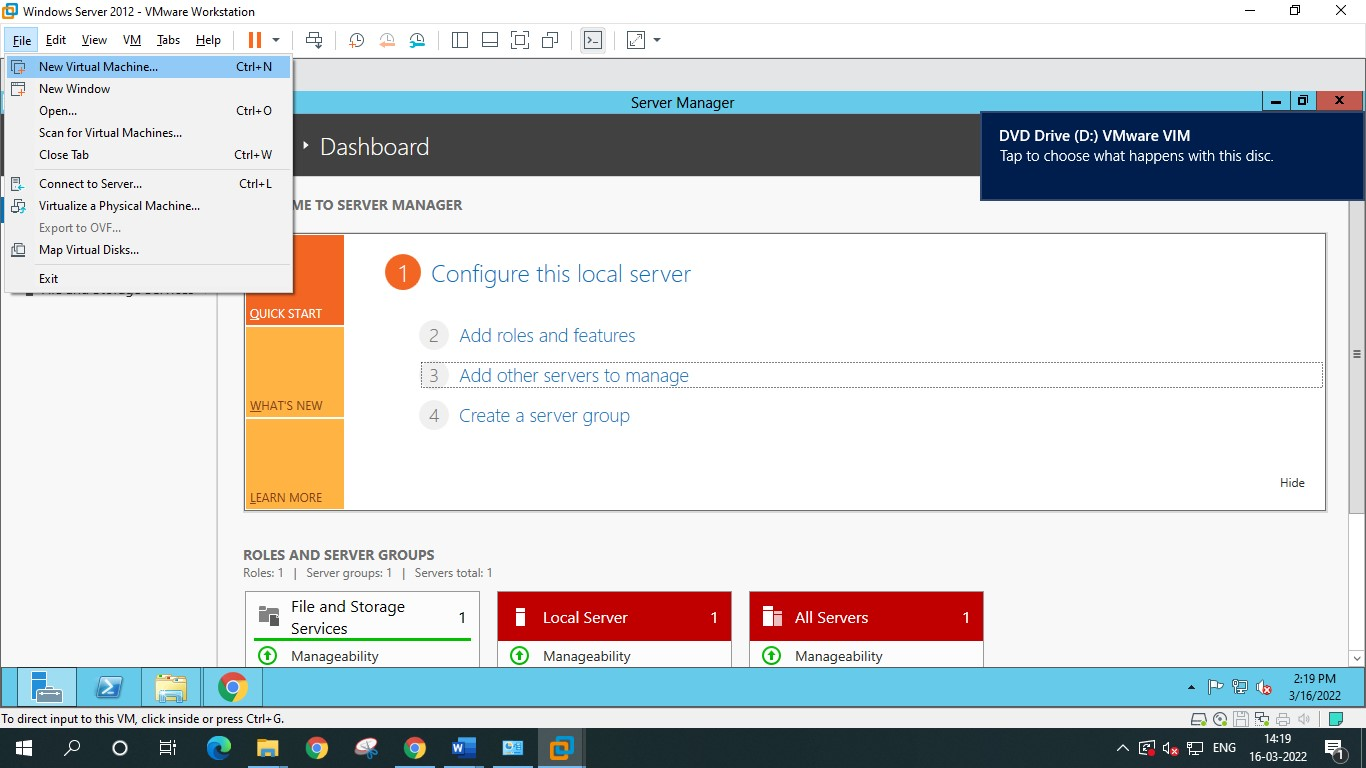 Windows Server 2012 - VMware Workstation
File Edit View VM Tabs Help
New Virtual Machine... Ctrl+N
New Window
Open... Ctrl+O
Scan for Virtual Machines...
Close Tab Ctrl+W
Connect to Server... Ctrl+L
Virtualize a Physical Machine...
Export to OVF...
Map Virtual Disks...
Exit
Server Manager
Dashboard
DVD Drive (D:) VMware VIM
Tap to choose what happens with this disc.
ME TO SERVER MANAGER
1 Configure this local server
QUICK START
2 Add roles and features
3 Add other servers to manage
WHAT'S NEW
4 Create a server group
Hide
LEARN MORE
ROLES AND SERVER GROUPS
Roles: 1 | Server groups: 1 | Servers total: 1
File and Storage
Services 1
Manageability
Local Server 1
Manageability
All Servers 1
Manageability
2:19 PM
3/16/2022
To direct input to this VM, click inside or press Ctrl+G.
ENG
14:19
16-03-2022
1